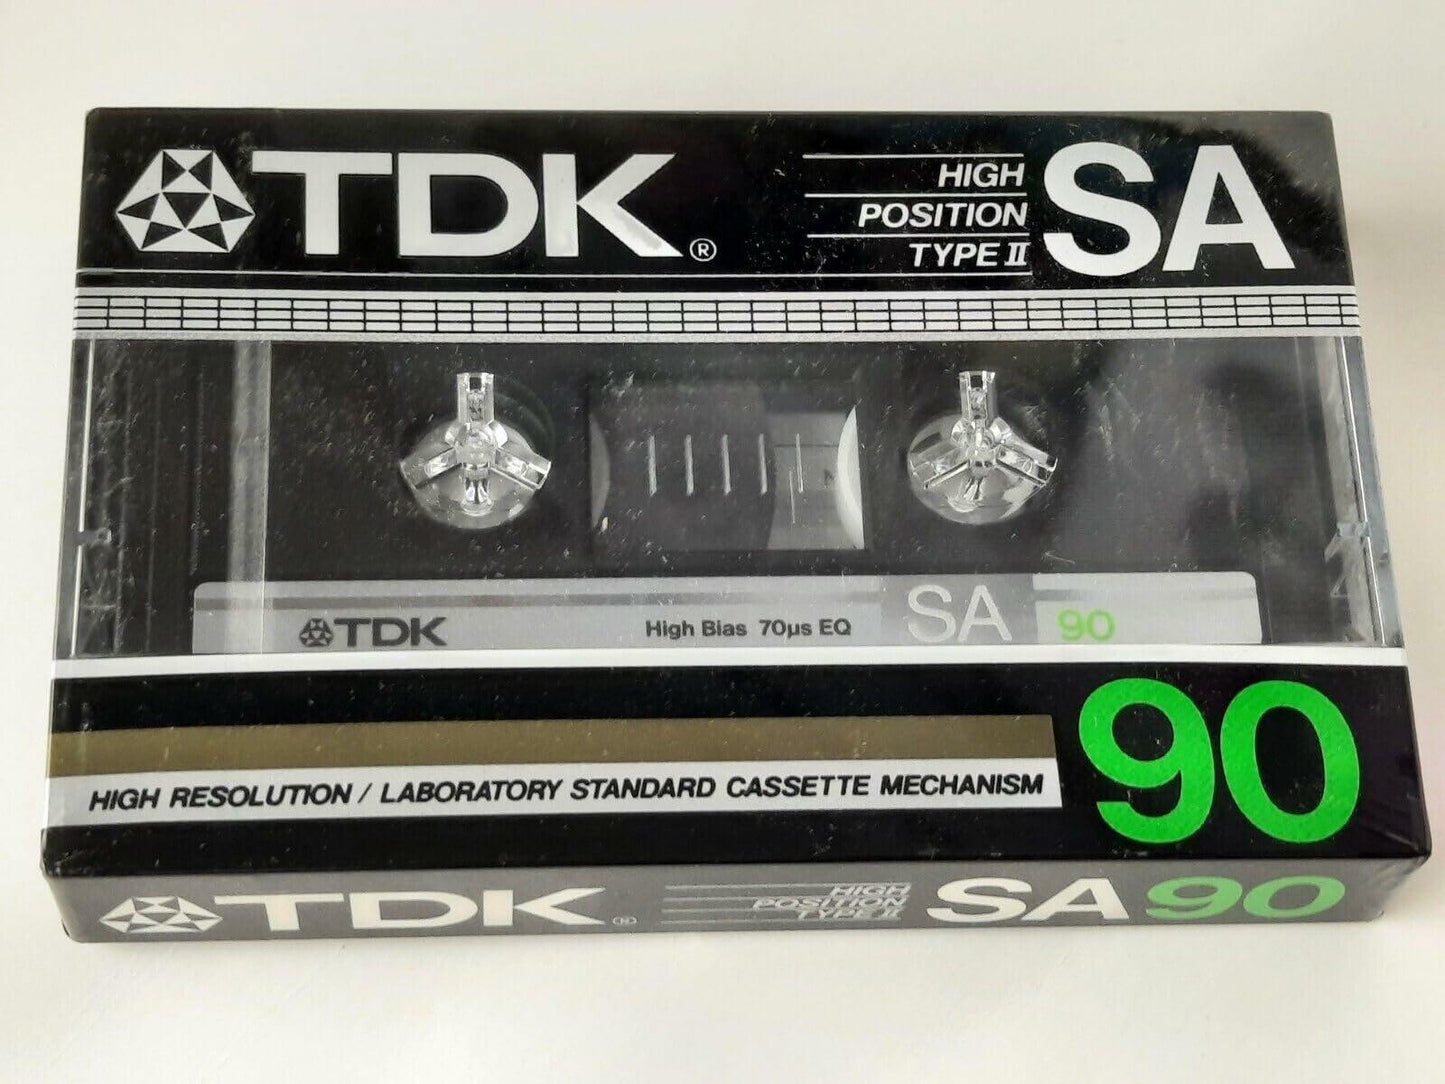 TDK® HIGH SA
POSITION
TYPE II
TDK High Bias 70µs EQ SA 90
HIGH RESOLUTION / LABORATORY STANDARD CASSETTE MECHANISM 90
TDK HIGH SA90
POSITION
TYPE II